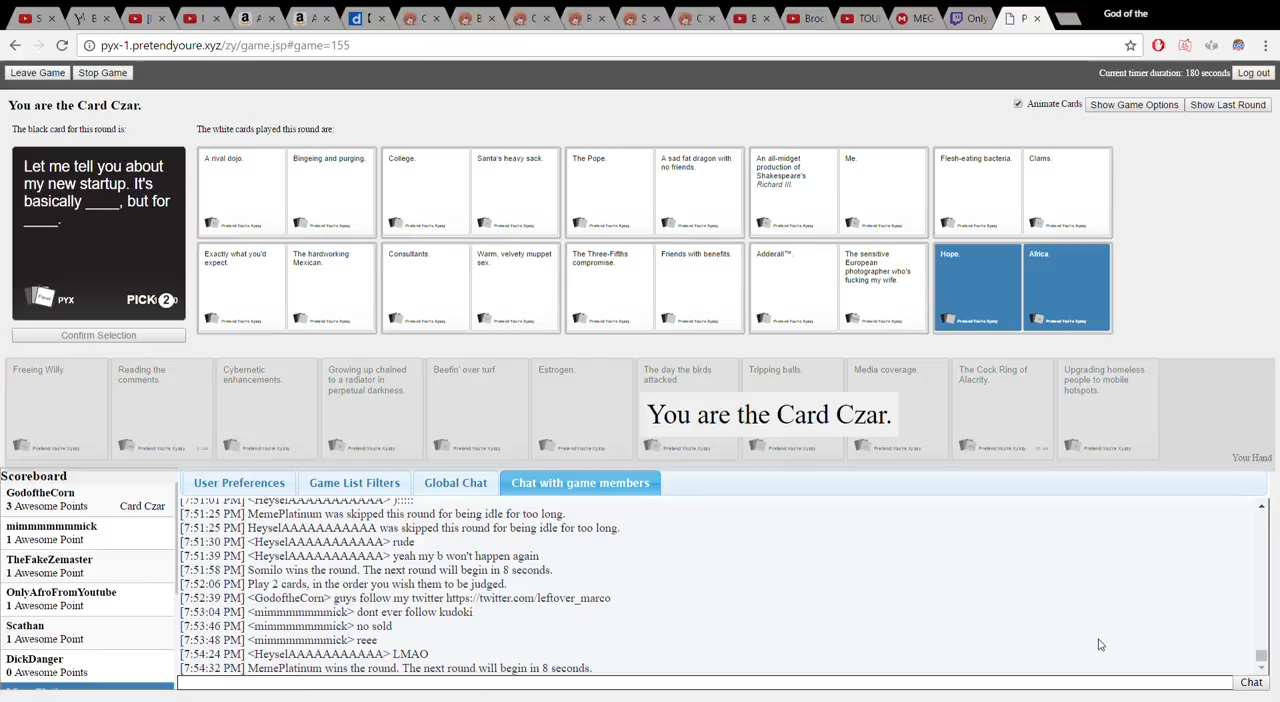 God of the
pyx-1.pretendyoure.xyz/zy/game.jsp#game=155
Leave Game Stop Game
Current timer duration: 180 seconds Log out
You are the Card Czar.
Animate Cards Show Game Options Show Last Round
The black card for this round is:
The white cards played this round are:
Let me tell you about
my new startup. It's
basically ____, but for
____.
PYX PICK 2
A rival dojo.
Bingeing and purging.
College.
Santa's heavy sack.
The Pope.
A sad fat dragon with
no friends.
An all-midget
production of
Shakespeare's
Richard III.
Me.
Flesh-eating bacteria.
Clams.
Exactly what you'd
expect.
The hardworking
Mexican.
Consultants.
Warm, velvety muppet
sex.
The Three-Fifths
compromise.
Friends with benefits.
Adderall™.
The sensitive
European
photographer who's
fucking my wife.
Hope.
Africa.
Confirm Selection
Freeing Willy.
Reading the
comments.
Cybernetic
enhancements.
Growing up chained
to a radiator in
perpetual darkness.
Beefin' over turf.
Estrogen.
The day the birds
attacked.
Tripping balls.
Media coverage.
The Cock Ring of
Alacrity.
Upgrading homeless
people to mobile
hotspots.
You are the Card Czar.
Your Hand
Scoreboard
GodoftheCorn
3 Awesome Points Card Czar
mimmmmmmick
1 Awesome Point
TheFakeZemaster
1 Awesome Point
OnlyAfroFromYoutube
1 Awesome Point
Scathan
1 Awesome Point
DickDanger
0 Awesome Points
User Preferences Game List Filters Global Chat Chat with game members
[7:51:01 PM] <HeyselAAAAAAAAAAA> ):::::
[7:51:25 PM] MemePlatinum was skipped this round for being idle for too long.
[7:51:25 PM] HeyselAAAAAAAAAAA was skipped this round for being idle for too long.
[7:51:30 PM] <HeyselAAAAAAAAAAA> rude
[7:51:39 PM] <HeyselAAAAAAAAAAA> yeah my b won't happen again
[7:51:58 PM] Somilo wins the round. The next round will begin in 8 seconds.
[7:52:06 PM] Play 2 cards, in the order you wish them to be judged.
[7:52:39 PM] <GodoftheCorn> guys follow my twitter https://twitter.com/leftover_marco
[7:53:04 PM] <mimmmmmmick> dont ever follow kudoki
[7:53:46 PM] <mimmmmmmick> no sold
[7:53:48 PM] <mimmmmmmick> reee
[7:54:24 PM] <HeyselAAAAAAAAAAA> LMAO
[7:54:32 PM] MemePlatinum wins the round. The next round will begin in 8 seconds.
Chat